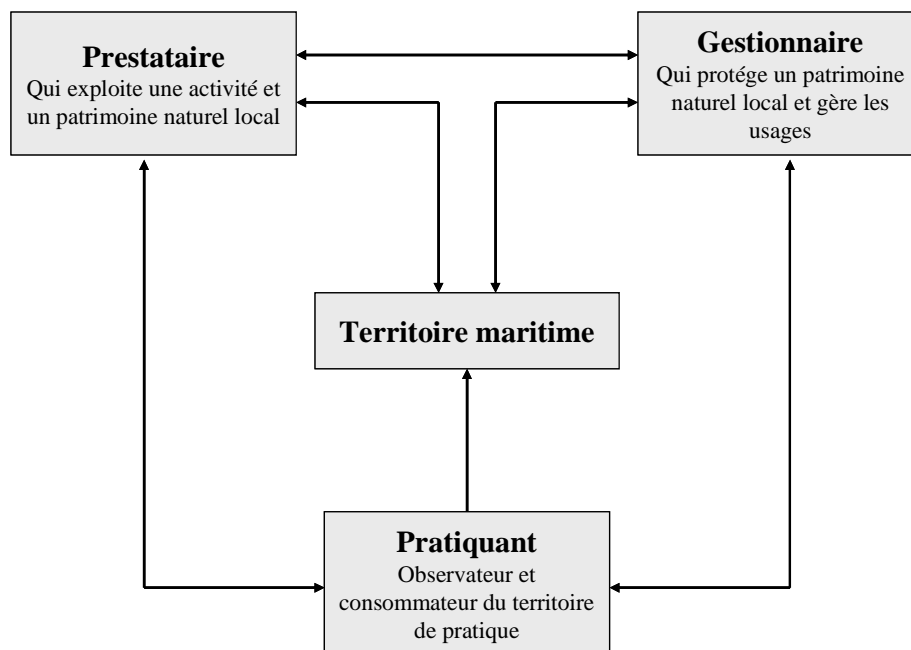 Prestataire
Qui exploite une activité et
un patrimoine naturel local
Gestionnaire
Qui protége un patrimoine
naturel local et gère les
usages
Territoire maritime
Pratiquant
Observateur et
consommateur du territoire
de pratique